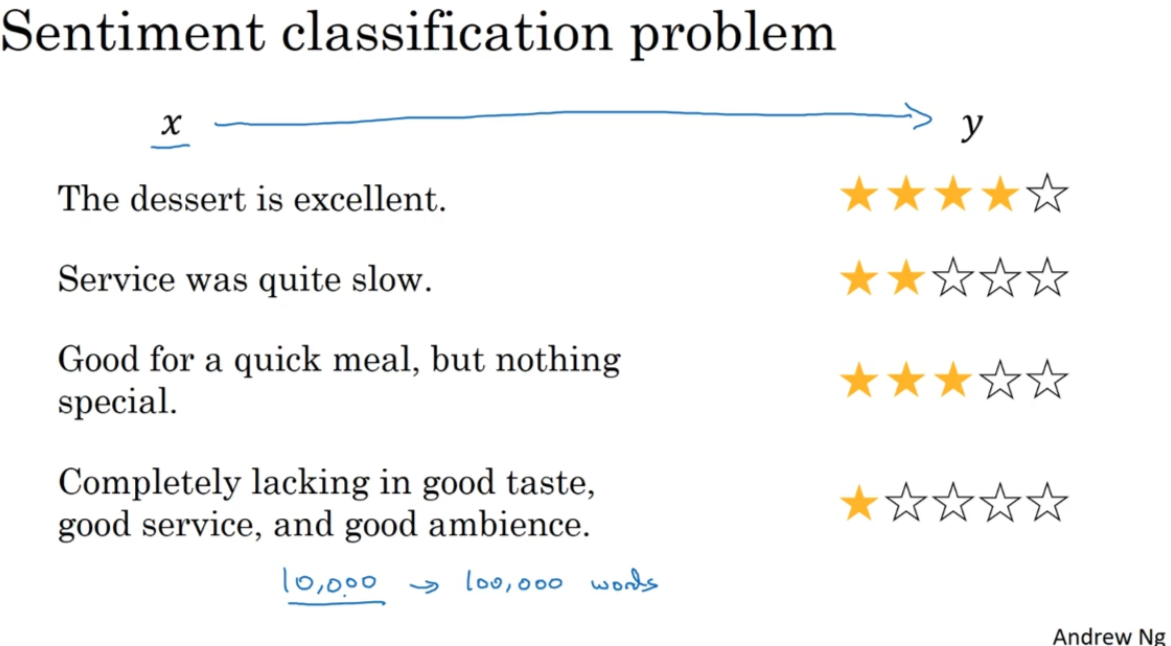 Sentiment classification problem
x → y
The dessert is excellent. ★★★★☆
Service was quite slow. ★★☆☆☆
Good for a quick meal, but nothing ★★★☆☆
special.
Completely lacking in good taste, ★☆☆☆☆
good service, and good ambience.
10,000 → 100,000 words
Andrew Ng